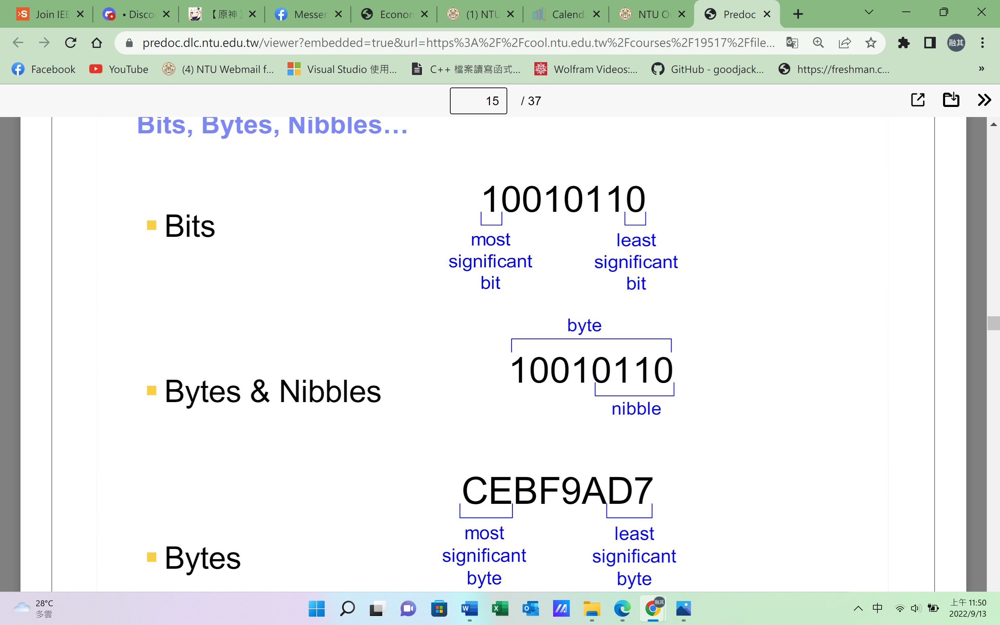 Join IEE
• Disco
【原神】
Messen
Econon
(1) NTU
Calenda
NTU O
Predoc
predoc.dlc.ntu.edu.tw/viewer?embedded=true&url=https%3A%2F%2Fcool.ntu.edu.tw%2Fcourses%2F19517%2Ffile...
融其
Facebook
YouTube
(4) NTU Webmail f...
Visual Studio 使用...
C++ 檔案讀寫函式...
Wolfram Videos:...
GitHub - goodjack...
https://freshman.c...
»
15 / 37
Bits, Bytes, Nibbles…
10010110
Bits
most
significant
bit
least
significant
bit
byte
10010110
Bytes & Nibbles
nibble
CEBF9AD7
most
significant
byte
least
significant
byte
Bytes
28°C
多雲
融其
中
上午 11:50
2022/9/13